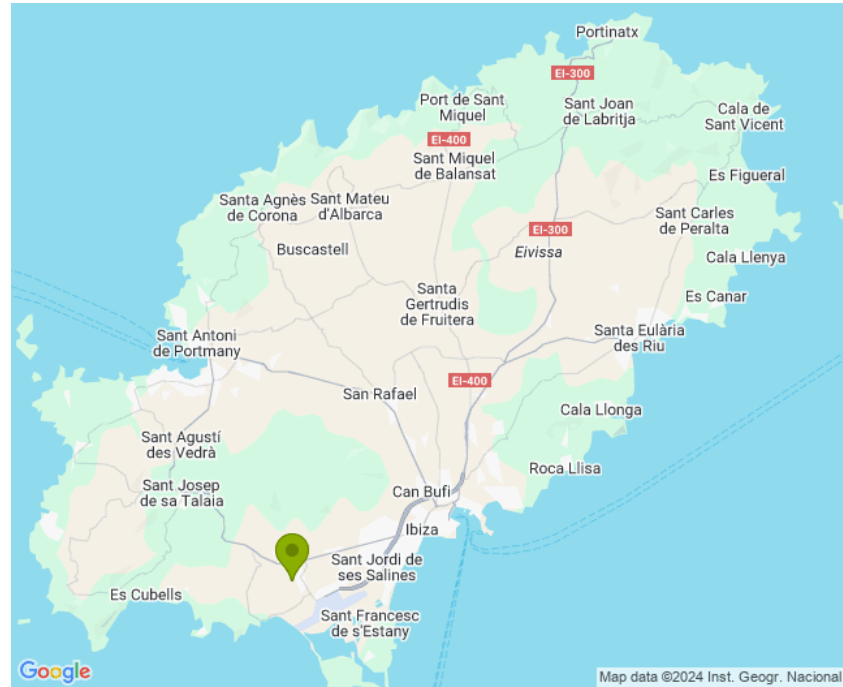 Portinatx
EI-300
Port de Sant
Miquel
Sant Joan
de Labritja
Cala de
Sant Vicent
EI-400
Sant Miquel
de Balansat
Es Figueral
Santa Agnès
de Corona
Sant Mateu
d'Albarca
Sant Carles
de Peralta
EI-300
Buscastell
Eivissa
Cala Llenya
Santa
Gertrudis
de Fruitera
Es Canar
Sant Antoni
de Portmany
Santa Eulària
des Riu
EI-400
San Rafael
Cala Llonga
Sant Agustí
des Vedrà
Roca Llisa
Sant Josep
de sa Talaia
Can Bufi
Ibiza
Sant Jordi de
ses Salines
Es Cubells
Sant Francesc
de s'Estany
Google
Map data ©2024 Inst. Geogr. Nacional